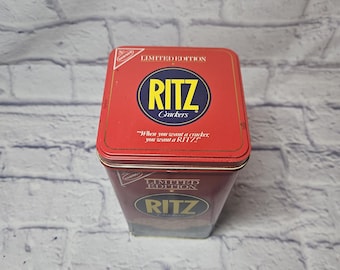 LIMITED EDITION
RITZ
Crackers
"When you want a cracker,
you want a RITZ!"
LIMITED
EDITION
RITZ